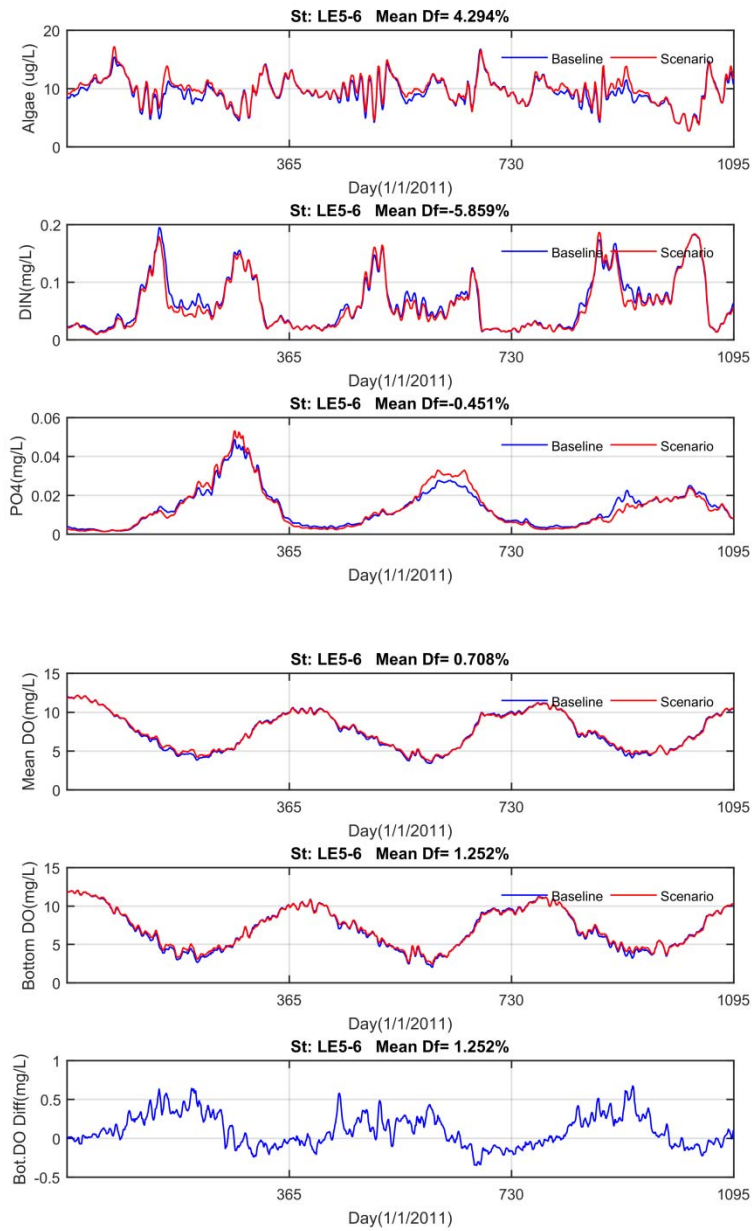 St: LE5-6 Mean Df= 4.294%
20
10
0
Algae (ug/L)
Baseline
Scenario
365
730
1095
Day(1/1/2011)
St: LE5-6 Mean Df=-5.859%
0.2
0.1
0
DIN(mg/L)
Baseline
Scenario
365
730
1095
Day(1/1/2011)
St: LE5-6 Mean Df=-0.451%
0.06
0.04
0.02
0
PO4(mg/L)
Baseline
Scenario
365
730
1095
Day(1/1/2011)
St: LE5-6 Mean Df= 0.708%
15
10
5
0
Mean DO(mg/L)
Baseline
Scenario
365
730
1095
Day(1/1/2011)
St: LE5-6 Mean Df= 1.252%
15
10
5
0
Bottom DO(mg/L)
Baseline
Scenario
365
730
1095
Day(1/1/2011)
St: LE5-6 Mean Df= 1.252%
1
0.5
0
-0.5
Bot.DO Diff(mg/L)
365
730
1095
Day(1/1/2011)